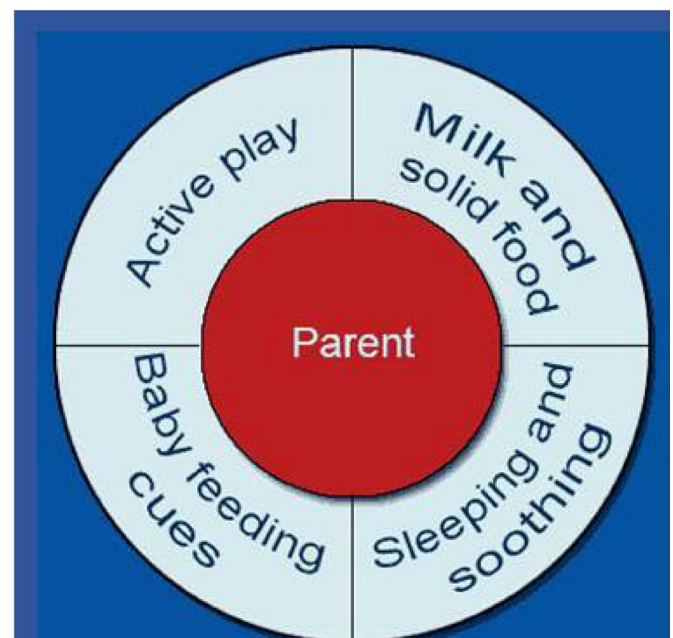 Active play
Milk and
solid food
Parent
Baby feeding
cues
Sleeping and
soothing